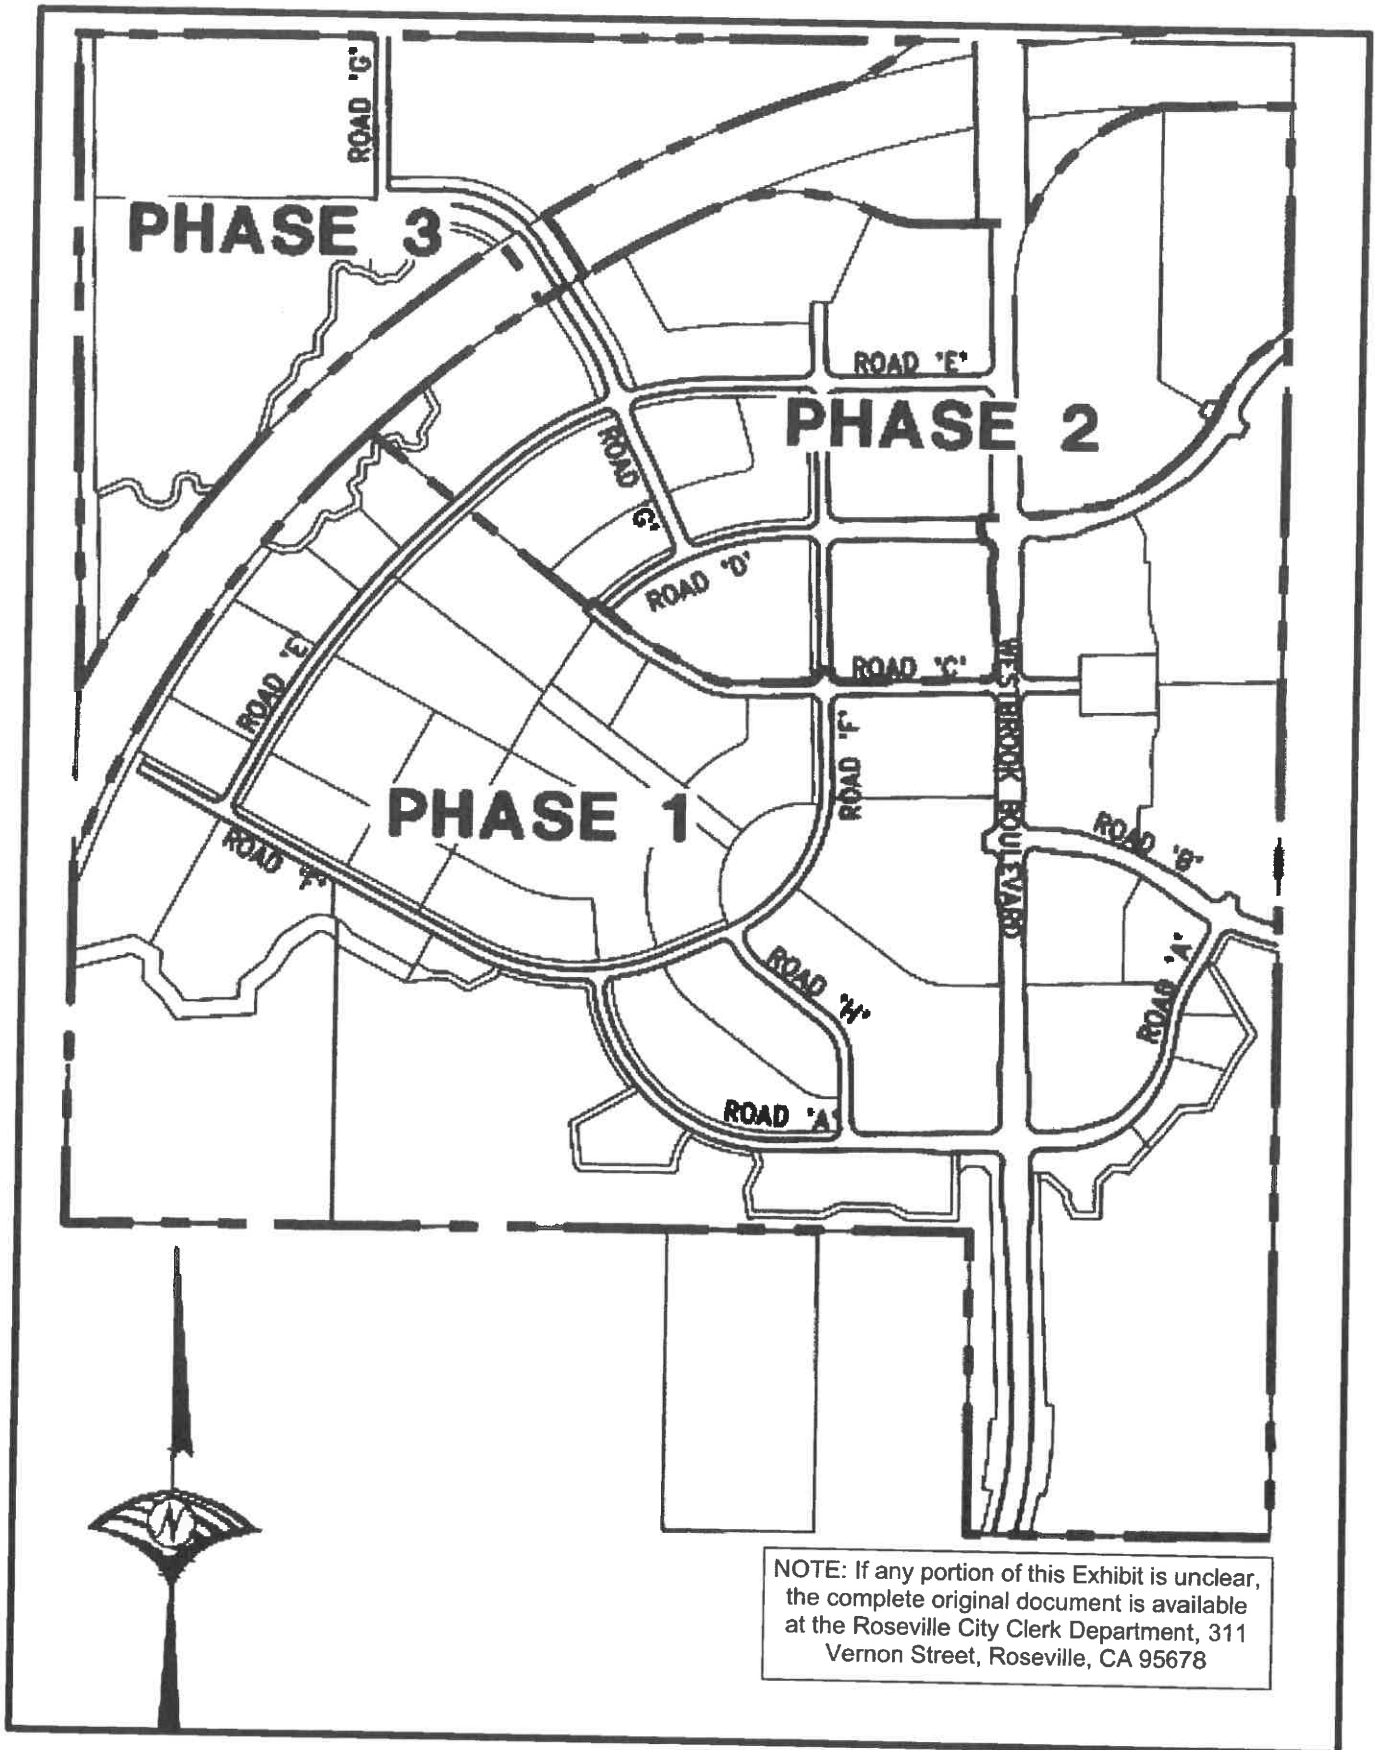 ROAD "G"
PHASE 3
ROAD "E"
PHASE 2
ROAD "G"
ROAD "D"
ROAD "C"
WESTBROOK BOULEVARD
ROAD "E"
ROAD "F"
PHASE 1
ROAD "B"
ROAD "F"
ROAD "A"
ROAD "H"
ROAD "A"
N
NOTE: If any portion of this Exhibit is unclear,
the complete original document is available
at the Roseville City Clerk Department, 311
Vernon Street, Roseville, CA 95678